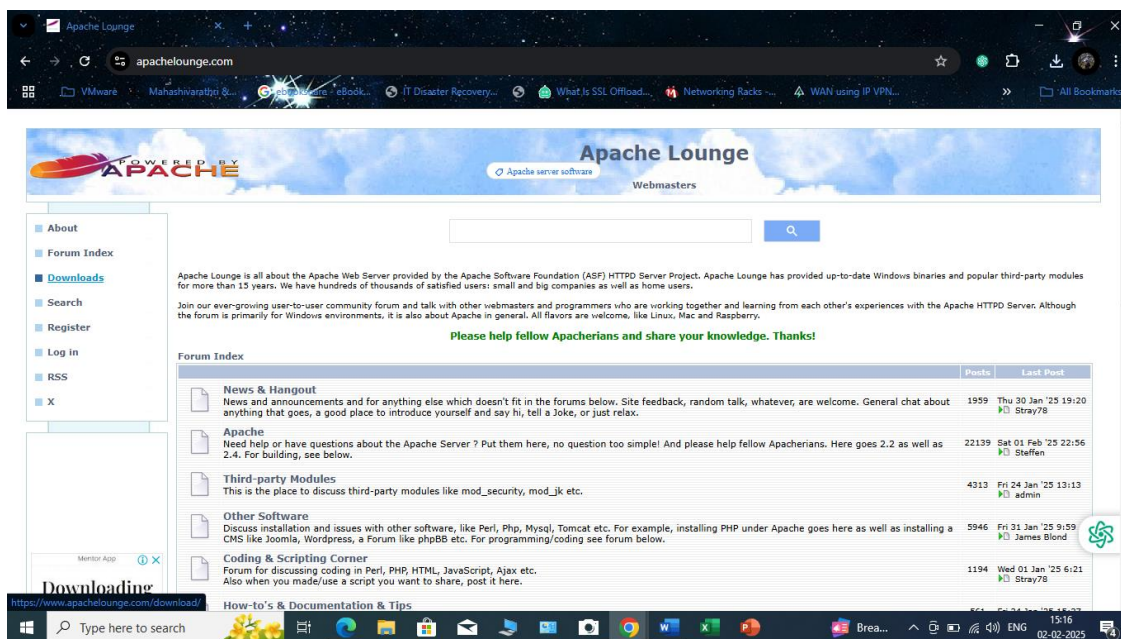 Apache Lounge
apachelounge.com
VMware
Mahashivarathri &...
IT Disaster Recovery...
What Is SSL Offload...
Networking Racks -...
WAN using IP VPN...
All Bookmarks
POWERED BY
APACHE
Apache Lounge
Apache server software
Webmasters
About
Forum Index
Downloads
Search
Register
Log in
RSS
X
Apache Lounge is all about the Apache Web Server provided by the Apache Software Foundation (ASF) HTTPD Server Project. Apache Lounge has provided up-to-date Windows binaries and popular third-party modules
for more than 15 years. We have hundreds of thousands of satisfied users: small and big companies as well as home users.
Join our ever-growing user-to-user community forum and talk with other webmasters and programmers who are working together and learning from each other's experiences with the Apache HTTPD Server. Although
the forum is primarily for Windows environments, it is also about Apache in general. All flavors are welcome, like Linux, Mac and Raspberry.
Please help fellow Apacherians and share your knowledge. Thanks!
Forum Index
Posts Last Post
News & Hangout
News and announcements and for anything else which doesn't fit in the forums below. Site feedback, random talk, whatever, are welcome. General chat about
anything that goes, a good place to introduce yourself and say hi, tell a Joke, or just relax.
1959 Thu 30 Jan '25 19:20
Stray78
Apache
Need help or have questions about the Apache Server ? Put them here, no question too simple! And please help fellow Apacherians. Here goes 2.2 as well as
2.4. For building, see below.
22139 Sat 01 Feb '25 22:56
Steffen
Third-party Modules
This is the place to discuss third-party modules like mod_security, mod_jk etc.
4313 Fri 24 Jan '25 13:13
admin
Other Software
Discuss installation and issues with other software, like Perl, Php, Mysql, Tomcat etc. For example, installing PHP under Apache goes here as well as installing a
CMS like Joomla, Wordpress, a Forum like phpBB etc. For programming/coding see forum below.
5946 Fri 31 Jan '25 9:59
James Blond
Coding & Scripting Corner
Forum for discussing coding in Perl, PHP, HTML, JavaScript, Ajax etc.
Also when you made/use a script you want to share, post it here.
1194 Wed 01 Jan '25 6:21
Stray78
How-to's & Documentation & Tips
Mentor App
Downloading
https://www.apachelounge.com/download/
Type here to search
Brea...
ENG
15:16
02-02-2025
4